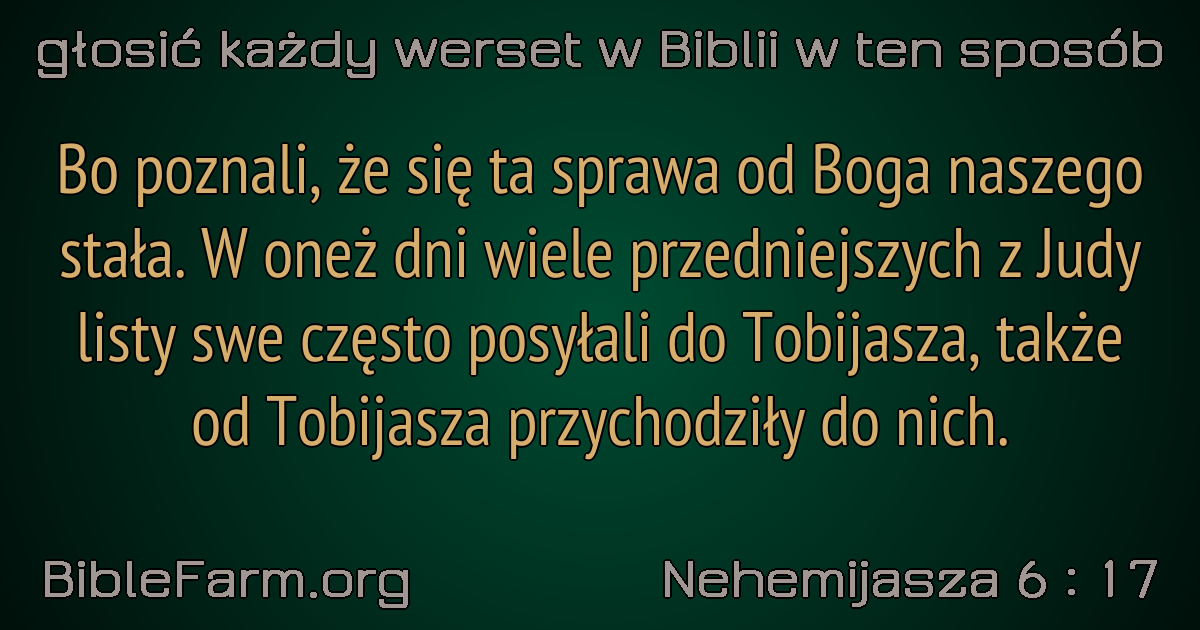 głosić każdy werset w Biblii w ten sposób
Bo poznali, że się ta sprawa od Boga naszego
stała. W oneż dni wiele przedniejszych z Judy
listy swe często posyłali do Tobijasza, także
od Tobijasza przychodziły do nich.
BibleFarm.org
Nehemijasza 6 : 17